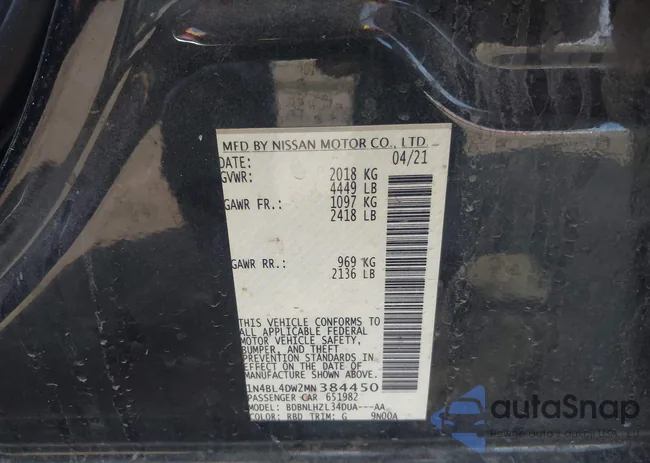 MFD BY NISSAN MOTOR CO., LTD.
DATE: 04/21
GVWR: 2018 KG
4449 LB
GAWR FR.: 1097 KG
2418 LB
GAWR RR.: 969 KG
2136 LB
THIS VEHICLE CONFORMS TO
ALL APPLICABLE FEDERAL
MOTOR VEHICLE SAFETY,
BUMPER, AND THEFT
PREVENTION STANDARDS IN
EFFECT ON THE DATE OF
MANUFACTURE SHOWN ABOVE.
1N4BL4DW2MN384450
PASSENGER CAR 651982
MODEL: BDBNLHZL34DUA---AA
COLOR: RBD TRIM: G 9N00A
autoSnap